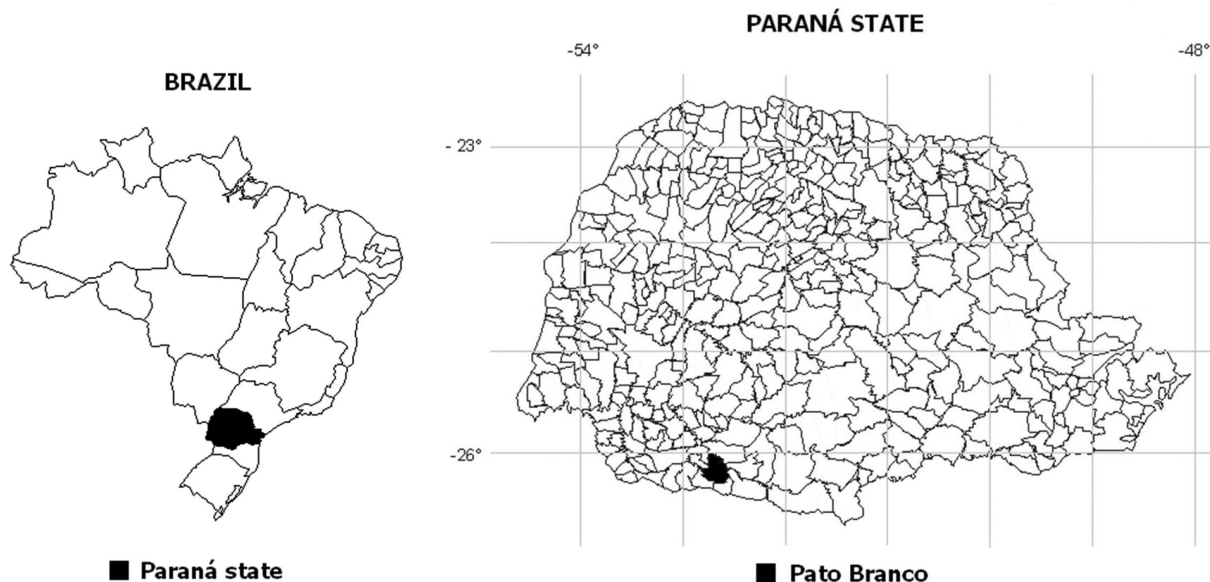 PARANÁ STATE
-54°
-48°
BRAZIL
- 23°
-26°
Paraná state
Pato Branco